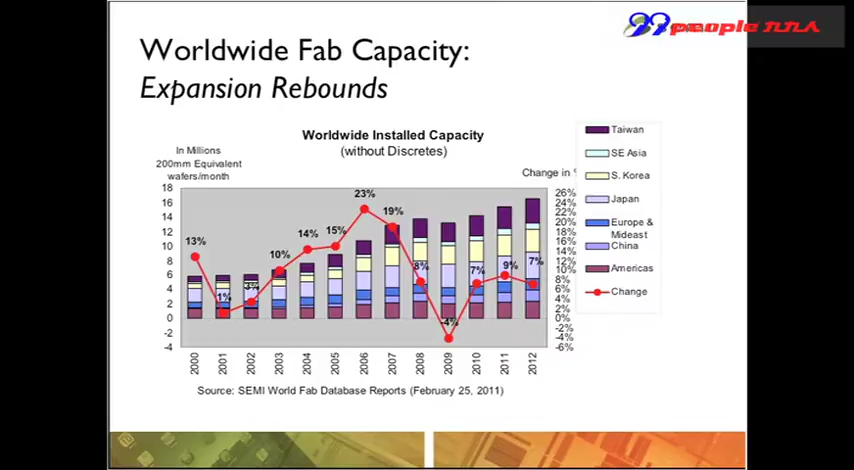 people ททท
Worldwide Fab Capacity:
Expansion Rebounds
Worldwide Installed Capacity
(without Discretes)
In Millions
200mm Equivalent
wafers/month
Change in %
18
16
14
12
10
8
6
4
2
0
-2
-4
26%
24%
22%
20%
18%
16%
14%
12%
10%
8%
6%
4%
2%
0%
-2%
-4%
-6%
13%
1%
3%
10%
14%
15%
23%
19%
8%
-4%
7%
9%
7%
2000
2001
2002
2003
2004
2005
2006
2007
2008
2009
2010
2011
2012
Taiwan
SE Asia
S. Korea
Japan
Europe &
Mideast
China
Americas
Change
Source: SEMI World Fab Database Reports (February 25, 2011)